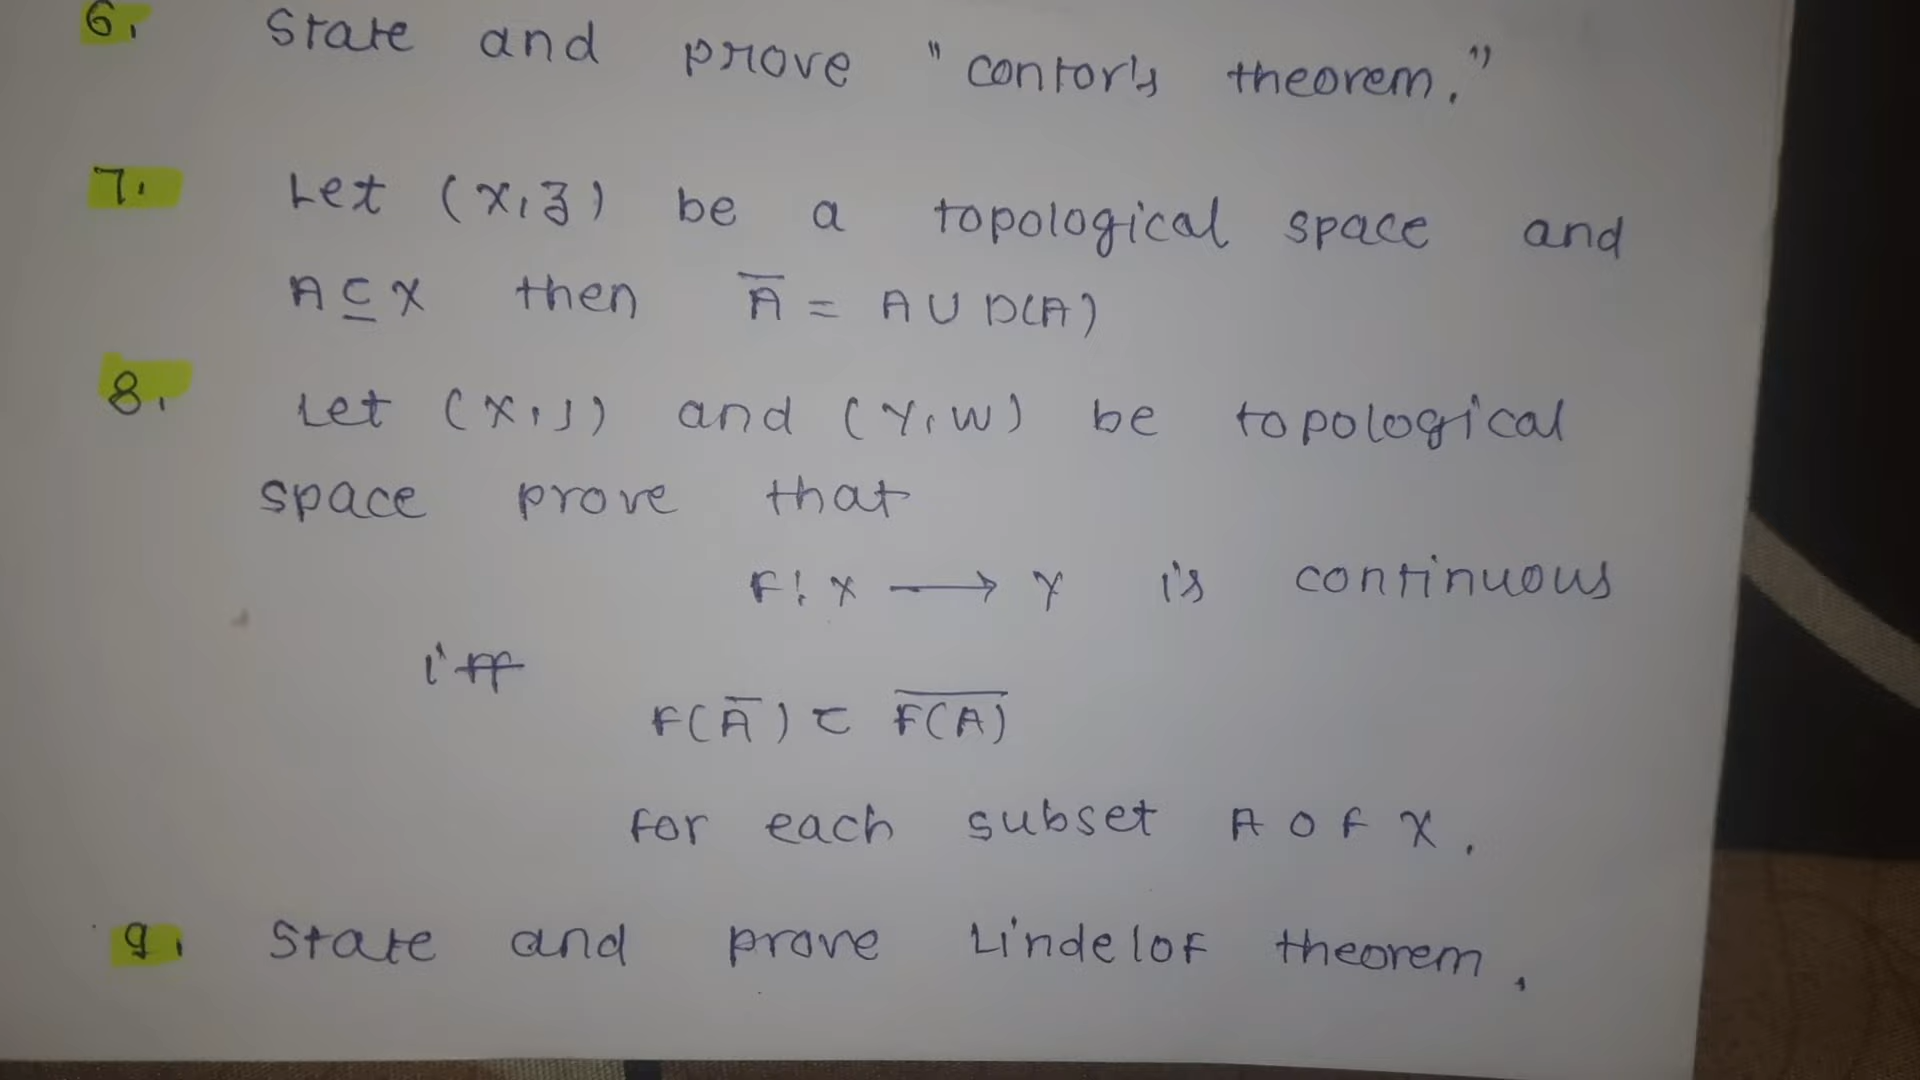 6. State and prove "contor's theorem."
7. Let (X,ℑ) be a topological space and
A ⊆ X then A̅ = A ∪ D(A)
8. Let (X,J) and (Y,W) be topological
space prove that
F: X ⟶ Y is continuous
iff
F(A̅) ⊂ \overline{F(A)}
for each subset A OF X.
9. State and prove Lindelof theorem.